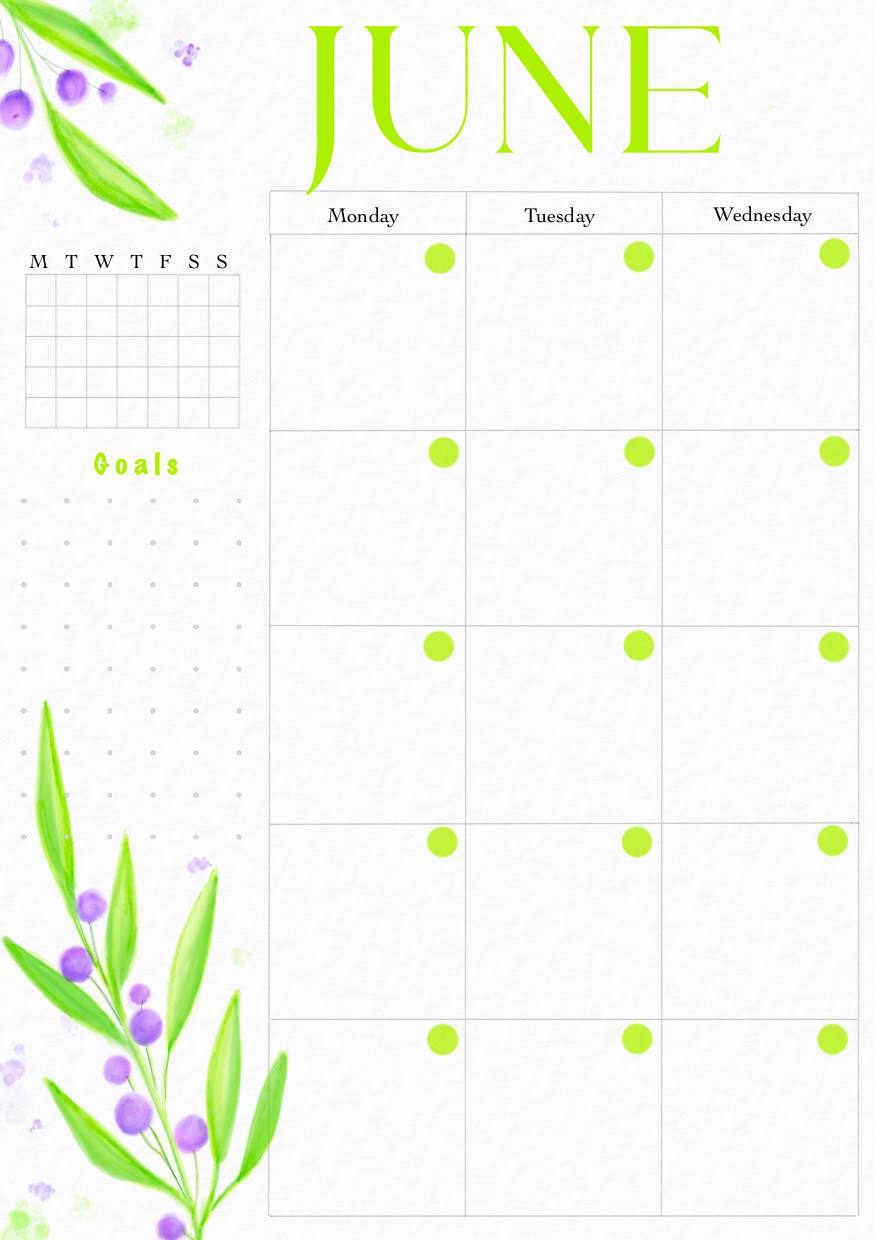 JUNE
Monday Tuesday Wednesday
M T W T F S S
Goals